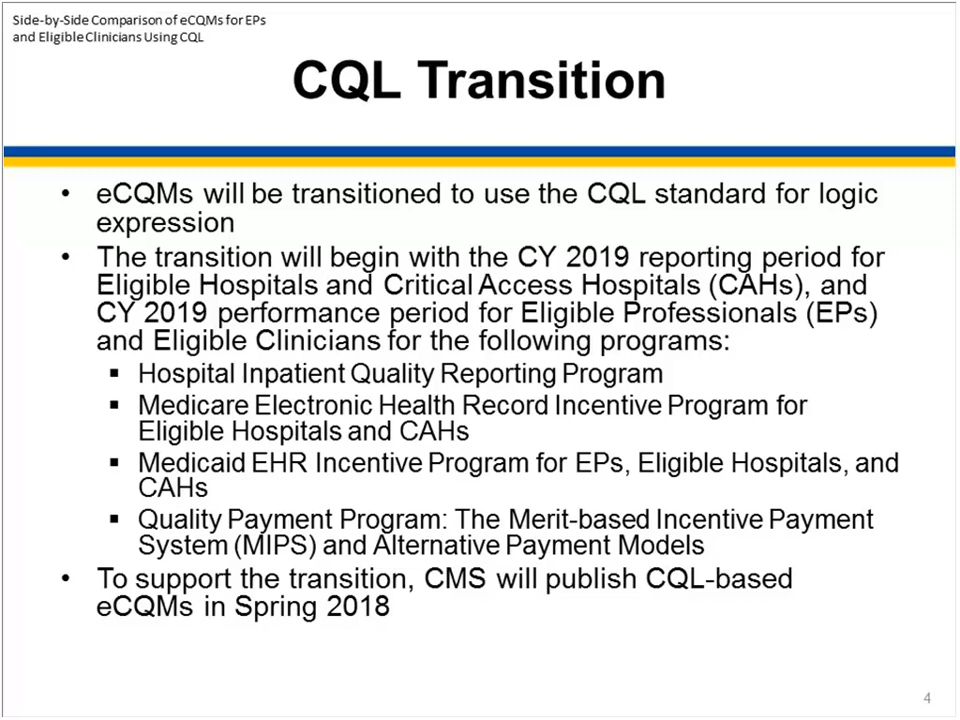 Side-by-Side Comparison of eCQMs for EPs
and Eligible Clinicians Using CQL
CQL Transition
• eCQMs will be transitioned to use the CQL standard for logic
expression
• The transition will begin with the CY 2019 reporting period for
Eligible Hospitals and Critical Access Hospitals (CAHs), and
CY 2019 performance period for Eligible Professionals (EPs)
and Eligible Clinicians for the following programs:
▪ Hospital Inpatient Quality Reporting Program
▪ Medicare Electronic Health Record Incentive Program for
Eligible Hospitals and CAHs
▪ Medicaid EHR Incentive Program for EPs, Eligible Hospitals, and
CAHs
▪ Quality Payment Program: The Merit-based Incentive Payment
System (MIPS) and Alternative Payment Models
• To support the transition, CMS will publish CQL-based
eCQMs in Spring 2018
4